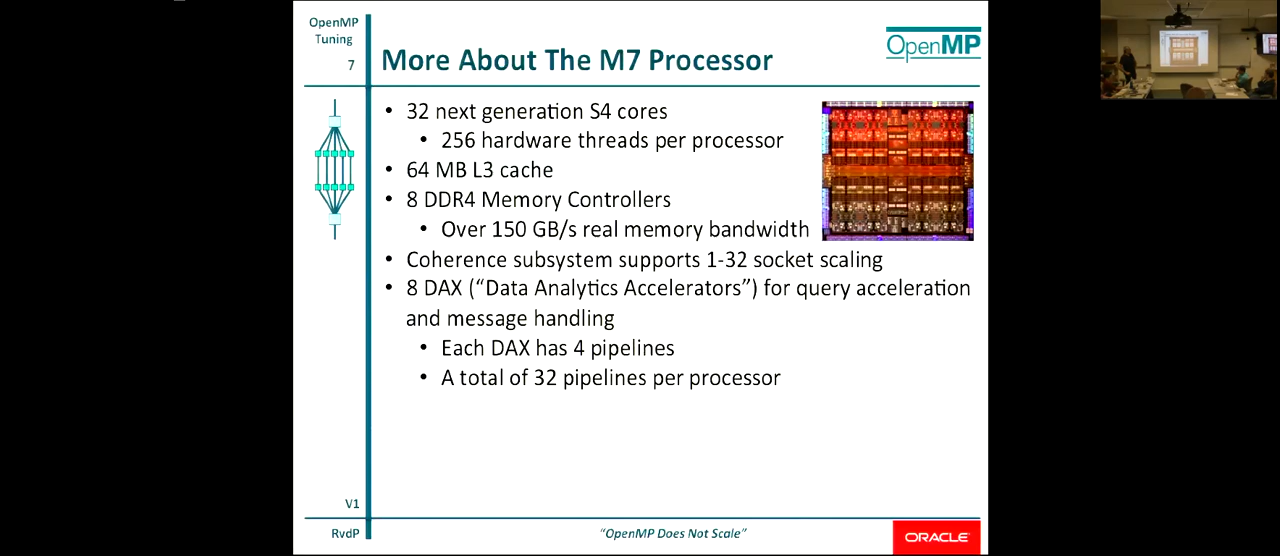 OpenMP
Tuning
7
More About The M7 Processor
OpenMP
• 32 next generation S4 cores
• 256 hardware threads per processor
• 64 MB L3 cache
• 8 DDR4 Memory Controllers
• Over 150 GB/s real memory bandwidth
• Coherence subsystem supports 1-32 socket scaling
• 8 DAX (“Data Analytics Accelerators”) for query acceleration
and message handling
• Each DAX has 4 pipelines
• A total of 32 pipelines per processor
V1
RvdP
“OpenMP Does Not Scale”
ORACLE